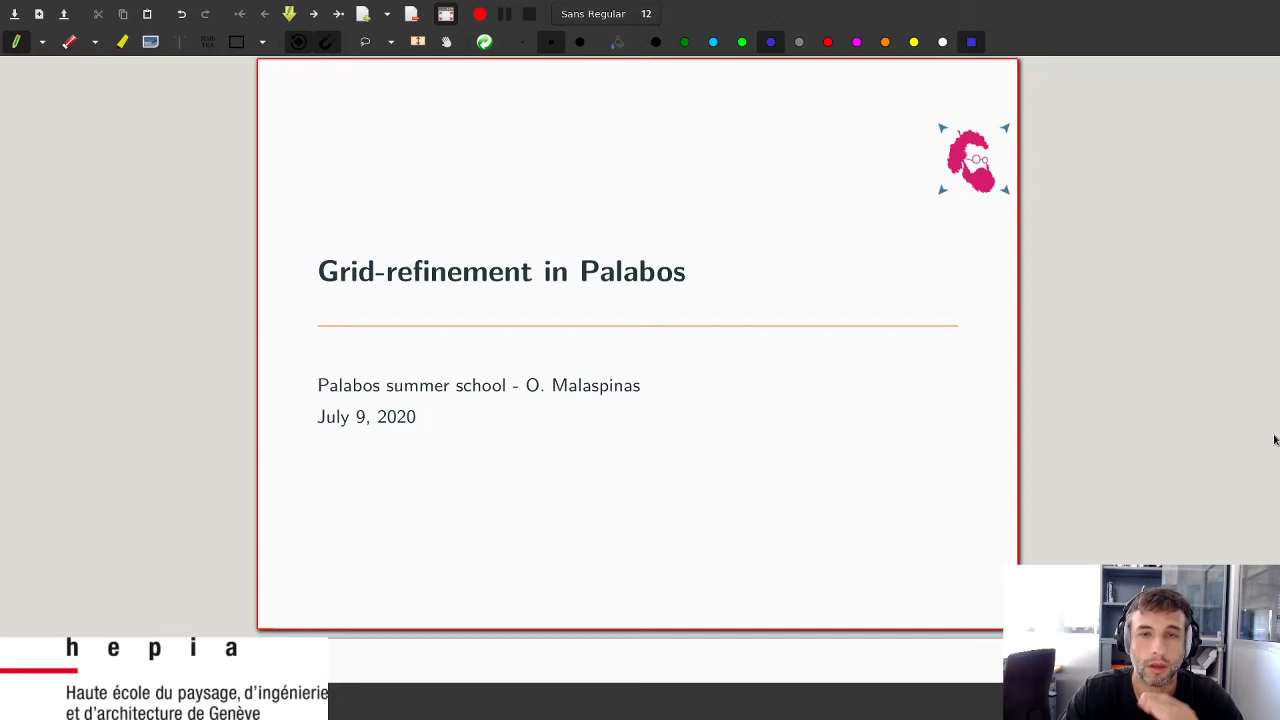 Sans Regular 12
Grid-refinement in Palabos
Palabos summer school - O. Malaspinas
July 9, 2020
h e p i a
Haute école du paysage, d'ingénierie
et d'architecture de Genève